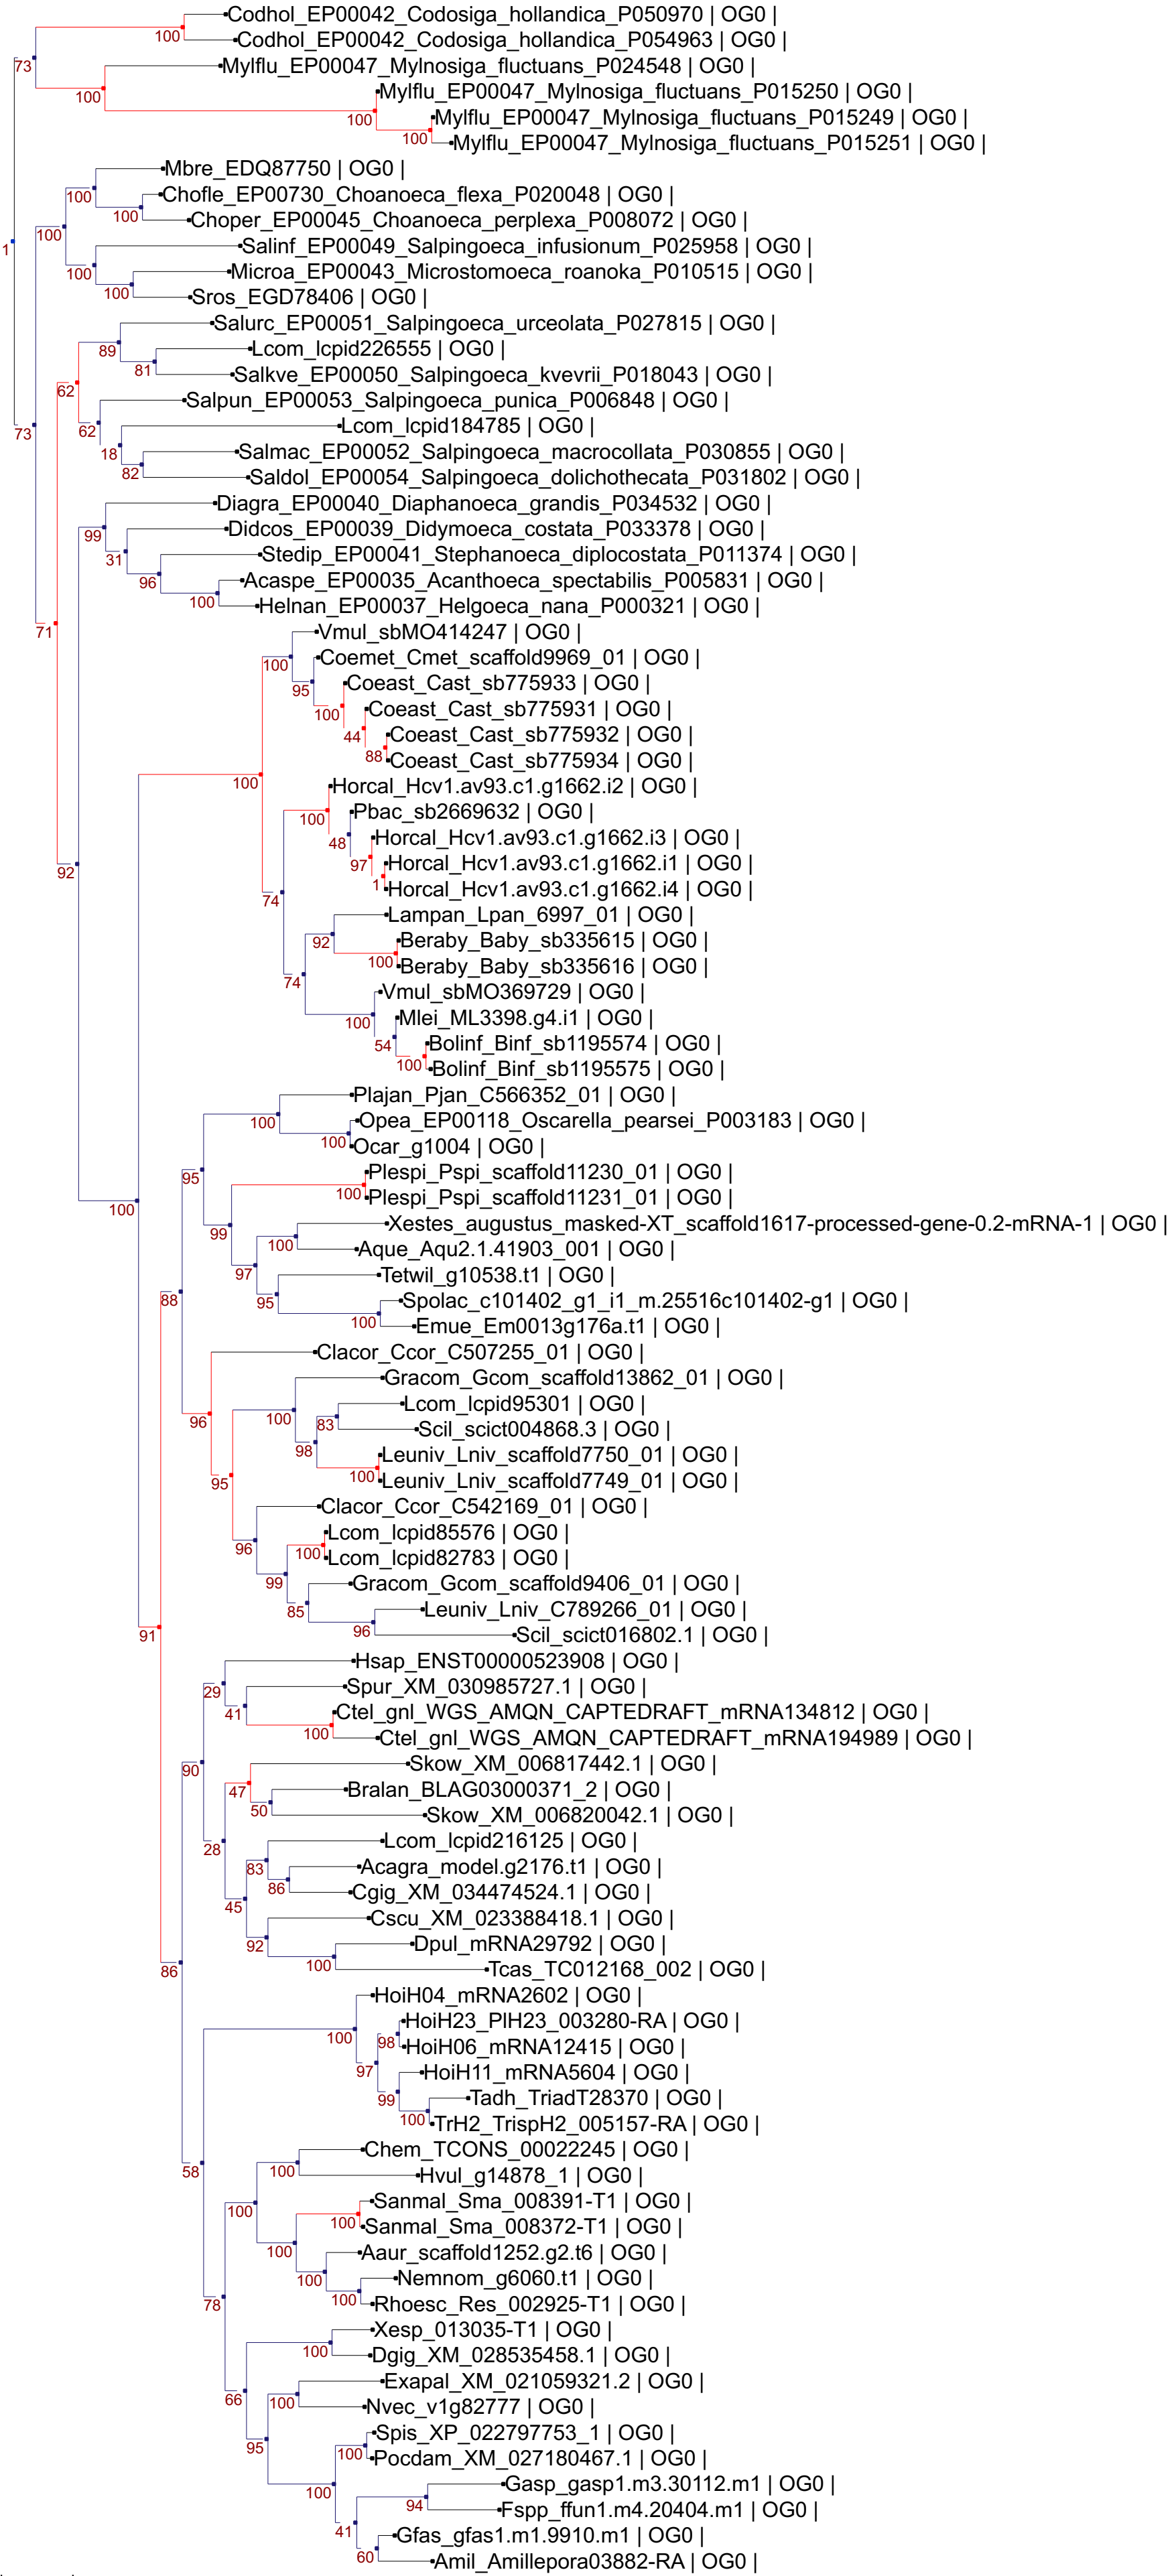 Codhol_EP00042_Codosiga_hollandica_P050970 | OG0 |
100
Codhol_EP00042_Codosiga_hollandica_P054963 | OG0 |
73
Mylflu_EP00047_Mylnosiga_fluctuans_P024548 | OG0 |
100
Mylflu_EP00047_Mylnosiga_fluctuans_P015250 | OG0 |
100
Mylflu_EP00047_Mylnosiga_fluctuans_P015249 | OG0 |
100
Mylflu_EP00047_Mylnosiga_fluctuans_P015251 | OG0 |
Mbre_EDQ87750 | OG0 |
100
Chofle_EP00730_Choanoeca_flexa_P020048 | OG0 |
100
Choper_EP00045_Choanoeca_perplexa_P008072 | OG0 |
100
1
Salinf_EP00049_Salpingoeca_infusionum_P025958 | OG0 |
100
Microa_EP00043_Microstomoeca_roanoka_P010515 | OG0 |
100
Sros_EGD78406 | OG0 |
Salurc_EP00051_Salpingoeca_urceolata_P027815 | OG0 |
89
Lcom_lcpid226555 | OG0 |
81
Salkve_EP00050_Salpingoeca_kvevrii_P018043 | OG0 |
62
Salpun_EP00053_Salpingoeca_punica_P006848 | OG0 |
62
73
Lcom_lcpid184785 | OG0 |
18
Salmac_EP00052_Salpingoeca_macrocollata_P030855 | OG0 |
82
Saldol_EP00054_Salpingoeca_dolichothecata_P031802 | OG0 |
Diagra_EP00040_Diaphanoeca_grandis_P034532 | OG0 |
99
Didcos_EP00039_Didymoeca_costata_P033378 | OG0 |
31
Stedip_EP00041_Stephanoeca_diplocostata_P011374 | OG0 |
96
Acaspe_EP00035_Acanthoeca_spectabilis_P005831 | OG0 |
100
Helnan_EP00037_Helgoeca_nana_P000321 | OG0 |
71
Vmul_sbMO414247 | OG0 |
100
Coemet_Cmet_scaffold9969_01 | OG0 |
95
Coeast_Cast_sb775933 | OG0 |
100
Coeast_Cast_sb775931 | OG0 |
44
Coeast_Cast_sb775932 | OG0 |
88
Coeast_Cast_sb775934 | OG0 |
100
Horcal_Hcv1.av93.c1.g1662.i2 | OG0 |
100
Pbac_sb2669632 | OG0 |
48
Horcal_Hcv1.av93.c1.g1662.i3 | OG0 |
97
Horcal_Hcv1.av93.c1.g1662.i1 | OG0 |
92
1
Horcal_Hcv1.av93.c1.g1662.i4 | OG0 |
74
Lampan_Lpan_6997_01 | OG0 |
92
Beraby_Baby_sb335615 | OG0 |
100
Beraby_Baby_sb335616 | OG0 |
74
Vmul_sbMO369729 | OG0 |
100
Mlei_ML3398.g4.i1 | OG0 |
54
Bolinf_Binf_sb1195574 | OG0 |
100
Bolinf_Binf_sb1195575 | OG0 |
Plajan_Pjan_C566352_01 | OG0 |
100
Opea_EP00118_Oscarella_pearsei_P003183 | OG0 |
100
Ocar_g1004 | OG0 |
95
Plespi_Pspi_scaffold11230_01 | OG0 |
100
Plespi_Pspi_scaffold11231_01 | OG0 |
100
Xestes_augustus_masked-XT_scaffold1617-processed-gene-0.2-mRNA-1 | OG0 |
99
100
Aque_Aqu2.1.41903_001 | OG0 |
97
Tetwil_g10538.t1 | OG0 |
88
95
Spolac_c101402_g1_i1_m.25516c101402-g1 | OG0 |
100
Emue_Em0013g176a.t1 | OG0 |
Clacor_Ccor_C507255_01 | OG0 |
Gracom_Gcom_scaffold13862_01 | OG0 |
Lcom_lcpid95301 | OG0 |
96
100
83
Scil_scict004868.3 | OG0 |
98
Leuniv_Lniv_scaffold7750_01 | OG0 |
100
95
Leuniv_Lniv_scaffold7749_01 | OG0 |
Clacor_Ccor_C542169_01 | OG0 |
Lcom_lcpid85576 | OG0 |
96
100
Lcom_lcpid82783 | OG0 |
99
Gracom_Gcom_scaffold9406_01 | OG0 |
85
Leuniv_Lniv_C789266_01 | OG0 |
96
91
Scil_scict016802.1 | OG0 |
Hsap_ENST00000523908 | OG0 |
29
Spur_XM_030985727.1 | OG0 |
41
Ctel_gnl_WGS_AMQN_CAPTEDRAFT_mRNA134812 | OG0 |
100
Ctel_gnl_WGS_AMQN_CAPTEDRAFT_mRNA194989 | OG0 |
90
Skow_XM_006817442.1 | OG0 |
47
Bralan_BLAG03000371_2 | OG0 |
50
Skow_XM_006820042.1 | OG0 |
28
Lcom_lcpid216125 | OG0 |
83
Acagra_model.g2176.t1 | OG0 |
86
Cgig_XM_034474524.1 | OG0 |
45
Cscu_XM_023388418.1 | OG0 |
92
Dpul_mRNA29792 | OG0 |
100
86
Tcas_TC012168_002 | OG0 |
HoiH04_mRNA2602 | OG0 |
HoiH23_PlH23_003280-RA | OG0 |
100
98
HoiH06_mRNA12415 | OG0 |
97
HoiH11_mRNA5604 | OG0 |
99
Tadh_TriadT28370 | OG0 |
100
TrH2_TrispH2_005157-RA | OG0 |
Chem_TCONS_00022245 | OG0 |
58
100
Hvul_g14878_1 | OG0 |
100
Sanmal_Sma_008391-T1 | OG0 |
100
Sanmal_Sma_008372-T1 | OG0 |
100
Aaur_scaffold1252.g2.t6 | OG0 |
100
Nemnom_g6060.t1 | OG0 |
100
78
Rhoesc_Res_002925-T1 | OG0 |
Xesp_013035-T1 | OG0 |
100
Dgig_XM_028535458.1 | OG0 |
Exapal_XM_021059321.2 | OG0 |
66
100
Nvec_v1g82777 | OG0 |
Spis_XP_022797753_1 | OG0 |
95
100
Pocdam_XM_027180467.1 | OG0 |
Gasp_gasp1.m3.30112.m1 | OG0 |
100
94
Fspp_ffun1.m4.20404.m1 | OG0 |
41
Gfas_gfas1.m1.9910.m1 | OG0 |
60
Amil_Amillepora03882-RA | OG0 |